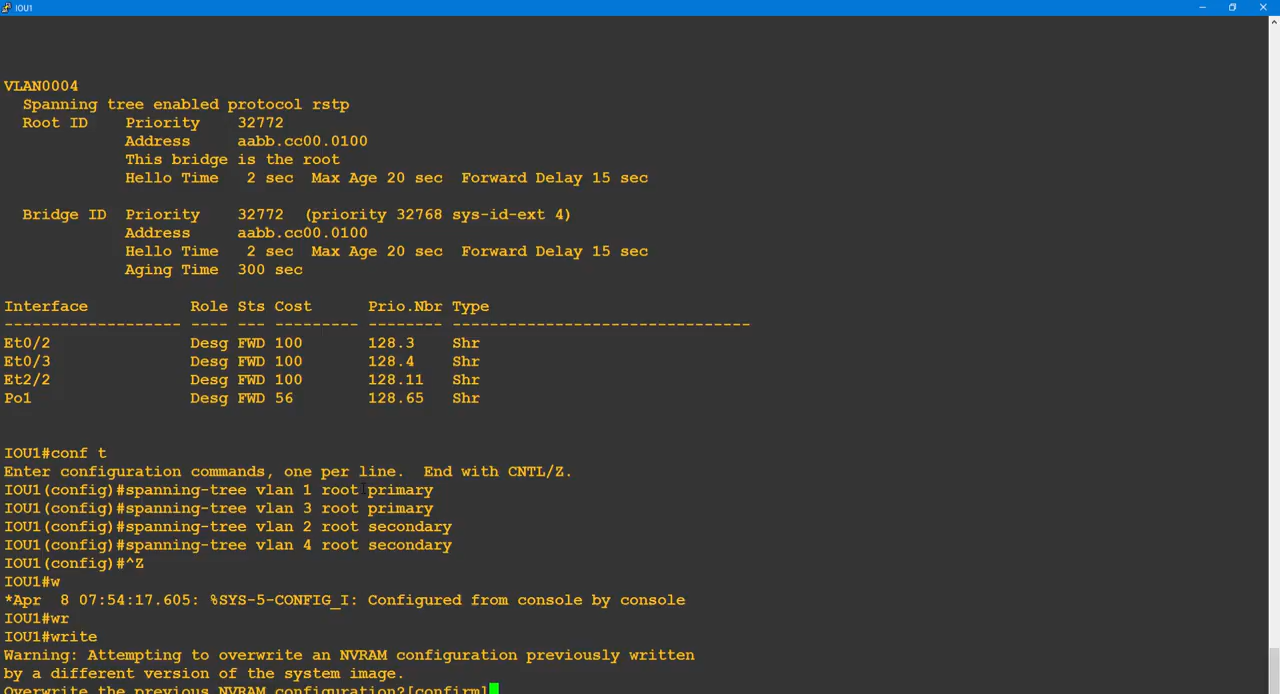 IOU1
VLAN0004
  Spanning tree enabled protocol rstp
  Root ID    Priority    32772
             Address     aabb.cc00.0100
             This bridge is the root
             Hello Time   2 sec  Max Age 20 sec  Forward Delay 15 sec
  Bridge ID  Priority    32772  (priority 32768 sys-id-ext 4)
             Address     aabb.cc00.0100
             Hello Time   2 sec  Max Age 20 sec  Forward Delay 15 sec
             Aging Time  300 sec
Interface           Role Sts Cost      Prio.Nbr Type
------------------- ---- --- --------- -------- --------------------------------
Et0/2               Desg FWD 100       128.3    Shr
Et0/3               Desg FWD 100       128.4    Shr
Et2/2               Desg FWD 100       128.11   Shr
Po1                 Desg FWD 56        128.65   Shr
IOU1#conf t
Enter configuration commands, one per line.  End with CNTL/Z.
IOU1(config)#spanning-tree vlan 1 root primary
IOU1(config)#spanning-tree vlan 3 root primary
IOU1(config)#spanning-tree vlan 2 root secondary
IOU1(config)#spanning-tree vlan 4 root secondary
IOU1(config)#^Z
IOU1#w
*Apr  8 07:54:17.605: %SYS-5-CONFIG_I: Configured from console by console
IOU1#wr
IOU1#write
Warning: Attempting to overwrite an NVRAM configuration previously written
by a different version of the system image.
Overwrite the previous NVRAM configuration?[confirm]